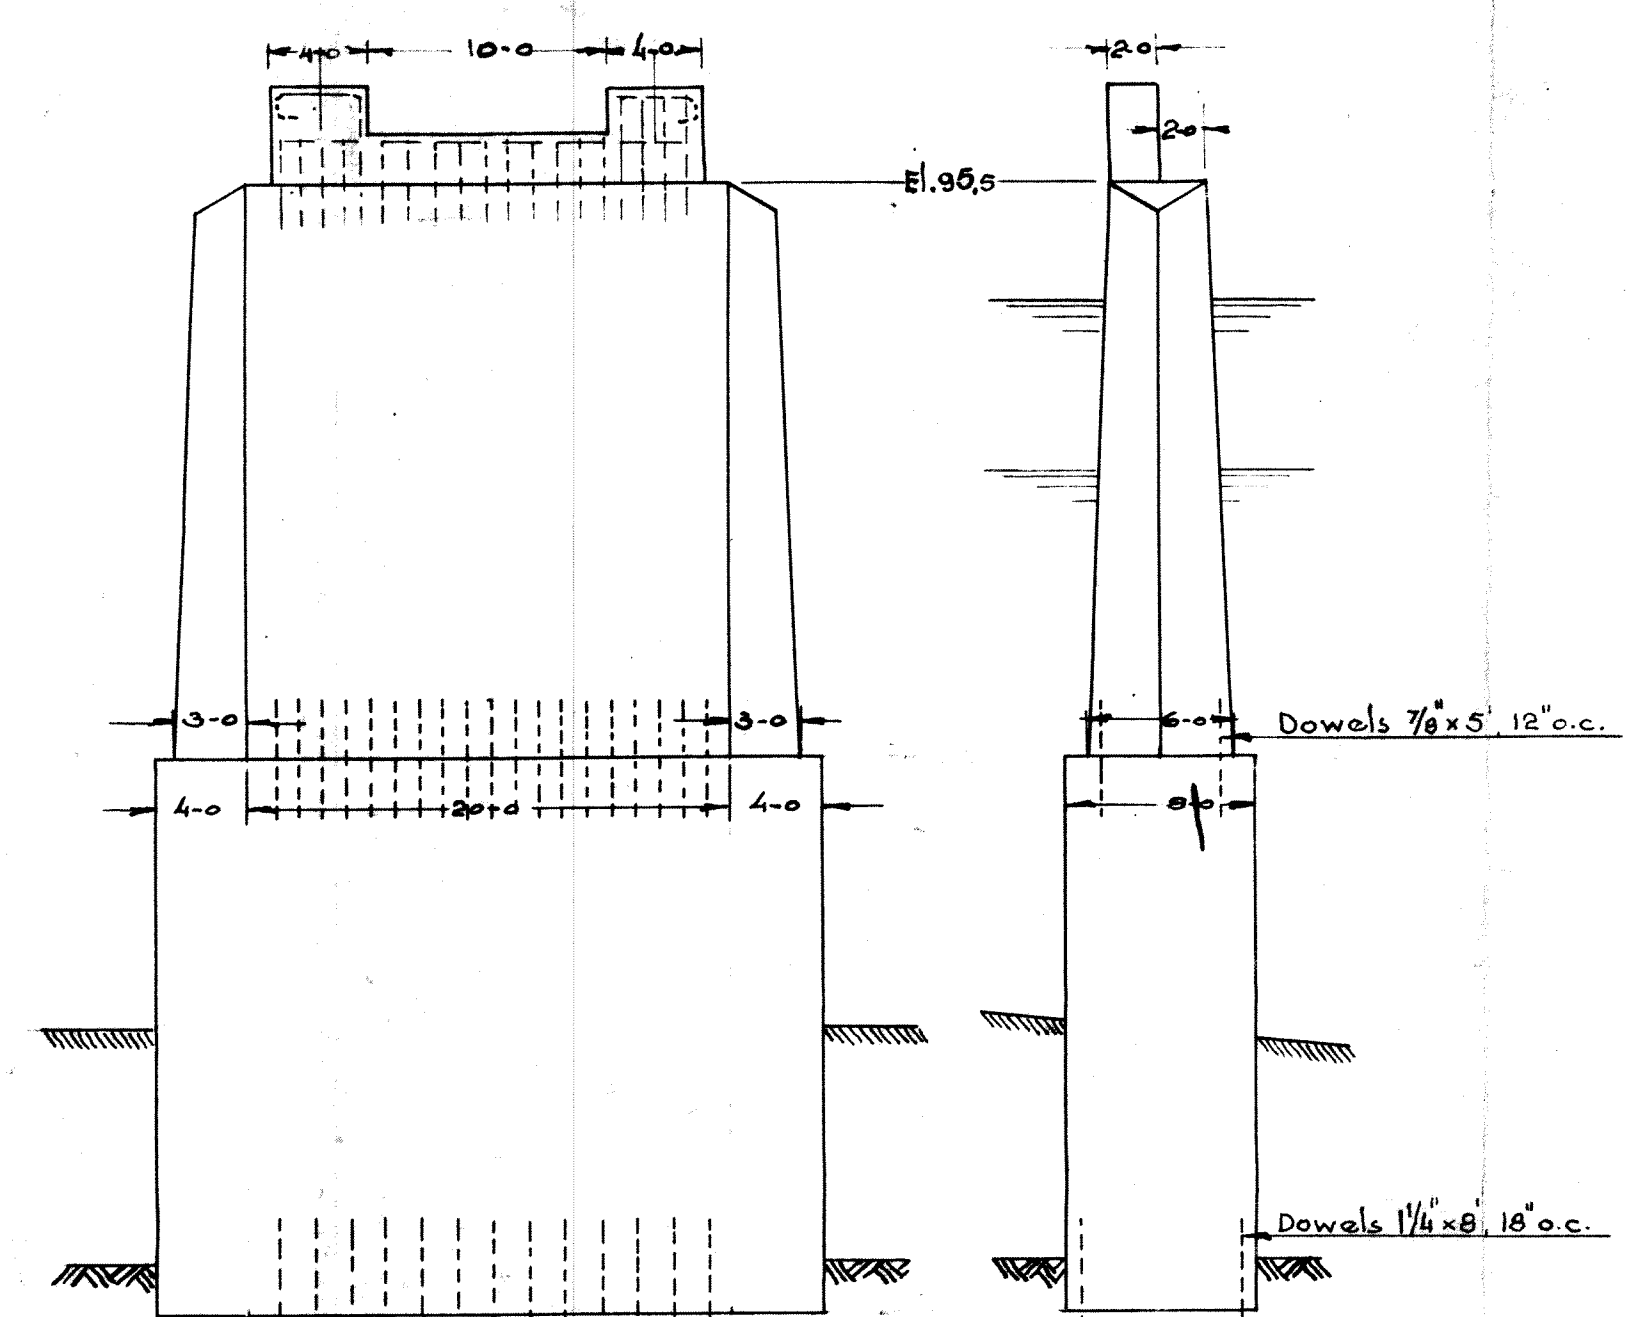 4-0 10-0 4-0 2-0
2-0
El. 95,5
3-0 3-0 6-0 Dowels 7/8" x 5' 12" o.c.
4-0 20-0 4-0 8-0
Dowels 1 1/4" x 8' 18" o.c.